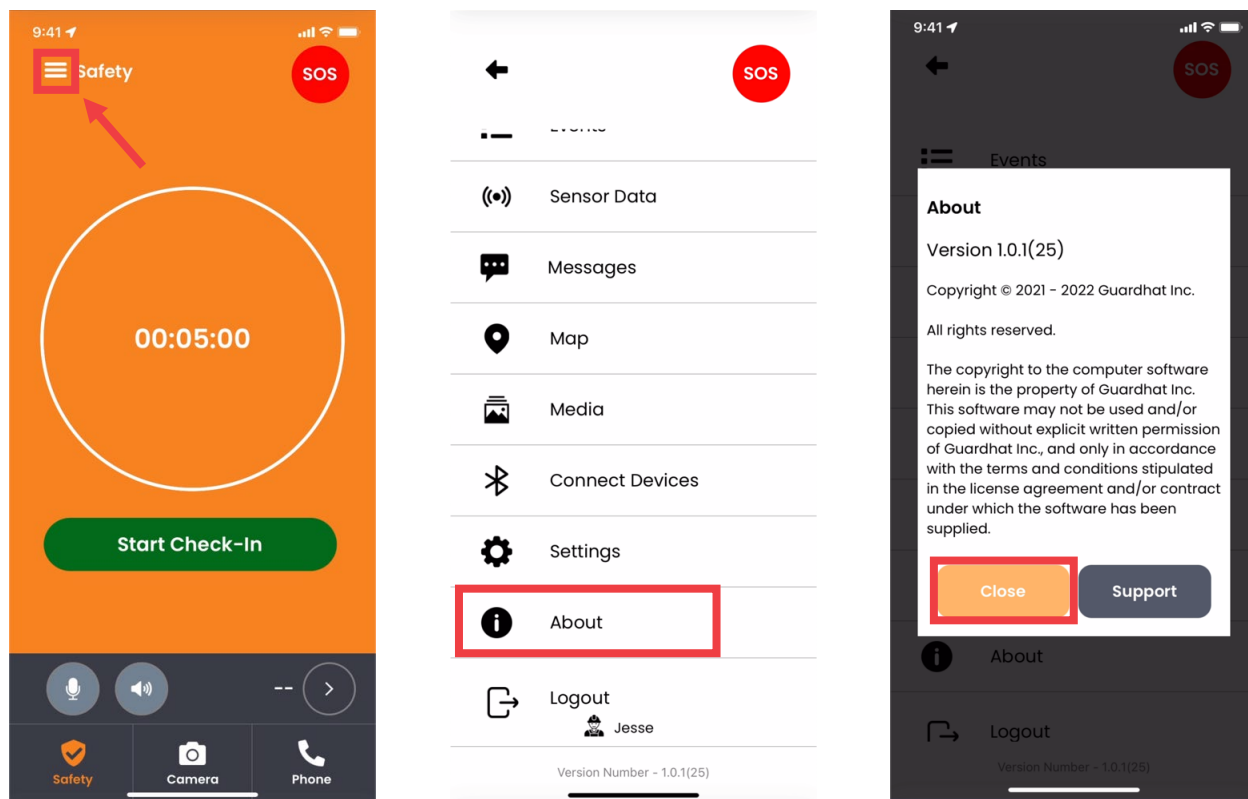 9:41
Safety
SOS
00:05:00
Start Check-In
--
Safety
Camera
Phone
SOS
Events
Sensor Data
Messages
Map
Media
Connect Devices
Settings
About
Logout
Jesse
Version Number - 1.0.1(25)
9:41
SOS
Events
About
Version 1.0.1(25)
Copyright © 2021 - 2022 Guardhat Inc.
All rights reserved.
The copyright to the computer software
herein is the property of Guardhat Inc.
This software may not be used and/or
copied without explicit written permission
of Guardhat Inc., and only in accordance
with the terms and conditions stipulated
in the license agreement and/or contract
under which the software has been
supplied.
Close
Support
About
Logout
Version Number - 1.0.1(25)